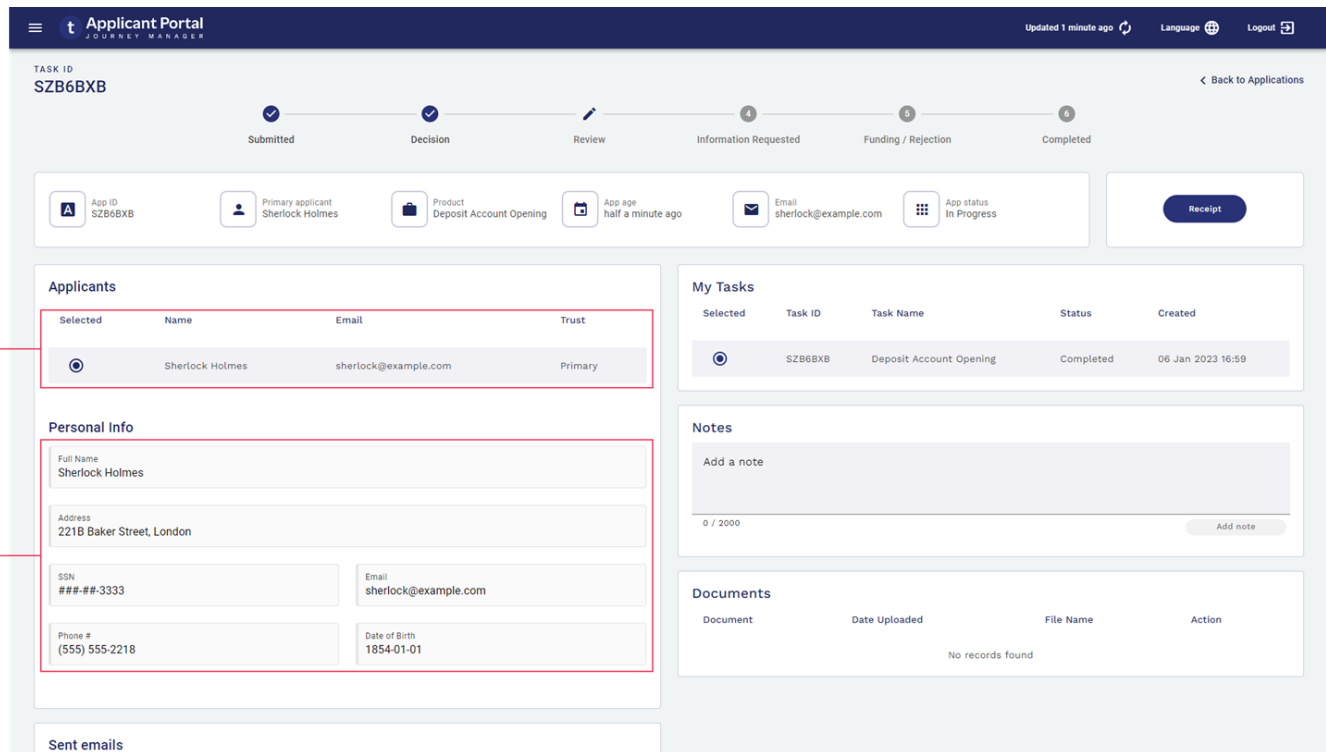 t Applicant Portal
JOURNEY MANAGER
Updated 1 minute ago
Language
Logout
TASK ID
SZB6BXB
Back to Applications
Submitted
Decision
Review
4
Information Requested
5
Funding / Rejection
6
Completed
A
App ID
SZB6BXB
Primary applicant
Sherlock Holmes
Product
Deposit Account Opening
App age
half a minute ago
Email
sherlock@example.com
App status
In Progress
Receipt
Applicants
Selected Name Email Trust
Sherlock Holmes sherlock@example.com Primary
Personal Info
Full Name
Sherlock Holmes
Address
221B Baker Street, London
SSN
###-##-3333
Email
sherlock@example.com
Phone #
(555) 555-2218
Date of Birth
1854-01-01
Sent emails
My Tasks
Selected Task ID Task Name Status Created
SZB6BXB Deposit Account Opening Completed 06 Jan 2023 16:59
Notes
Add a note
0 / 2000
Add note
Documents
Document Date Uploaded File Name Action
No records found